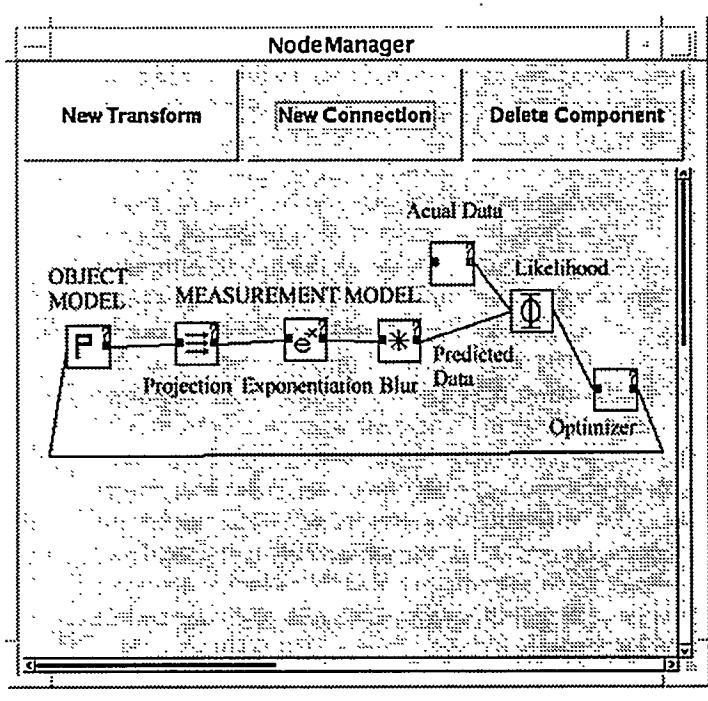 NodeManager
New Transform
New Connection
Delete Component
Acual Data
Likelihood
OBJECT
MODEL
MEASUREMENT MODEL
P
e^x
*
Φ
Projection
Exponentiation
Blur
Predicted
Data
Optimizer